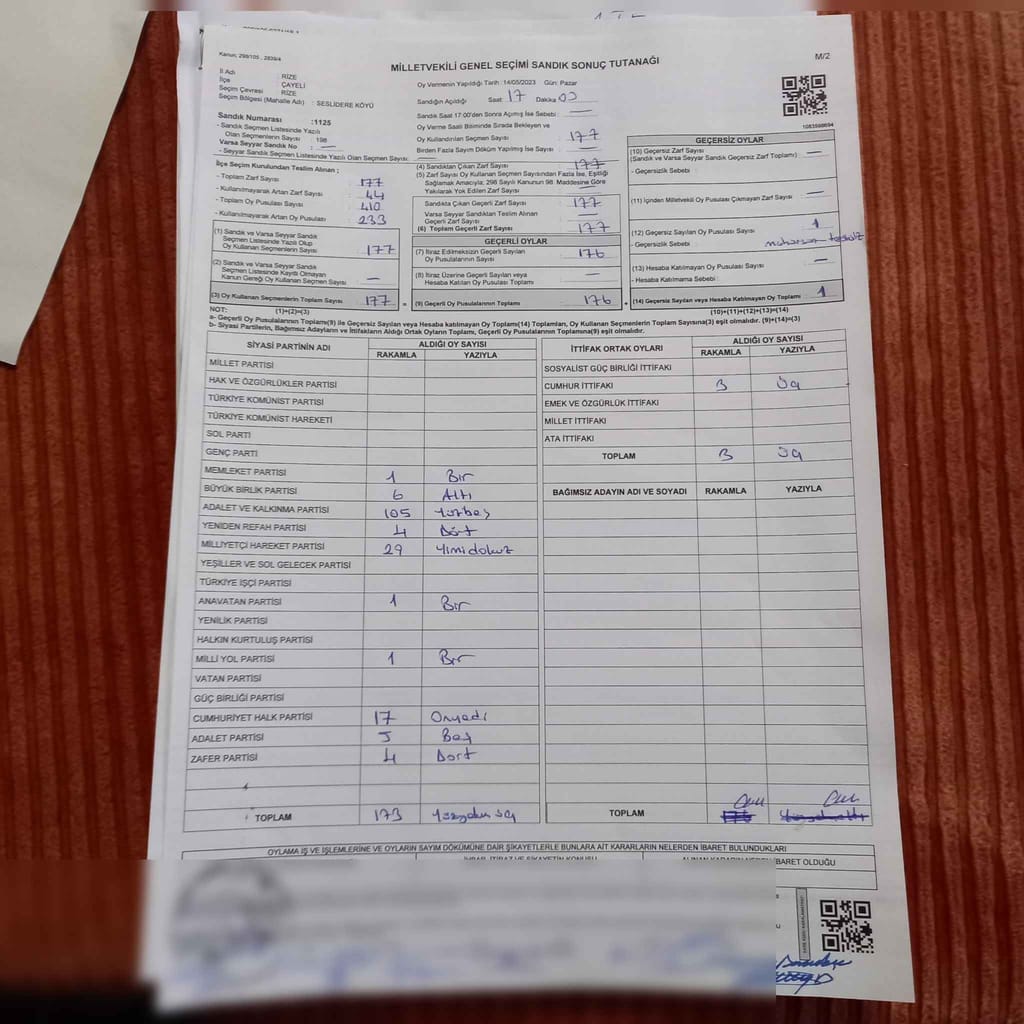 Kanun: 298/105 , 2839/4
MİLLETVEKİLİ GENEL SEÇİMİ SANDIK SONUÇ TUTANAĞI
M/2
İl Adı : RİZE
İlçe : ÇAYELİ
Seçim Çevresi : RİZE
Seçim Bölgesi (Mahalle Adı) : SESLİDERE KÖYÜ
Sandık Numarası :1125
- Sandık Seçmen Listesinde Yazılı
Olan Seçmenlerin Sayısı : 198
Varsa Seyyar Sandık No : —
- Seyyar Sandık Seçmen Listesinde Yazılı Olan Seçmen Sayısı: —
İlçe Seçim Kurulundan Teslim Alınan ;
- Toplam Zarf Sayısı : 177
- Kullanılmayarak Artan Zarf Sayısı : 44
- Toplam Oy Pusulası Sayısı : 410
- Kullanılmayarak Artan Oy Pusulası : 233
(1) Sandık ve Varsa Seyyar Sandık
Seçmen Listesinde Yazılı Olup
Oy Kullanan Seçmenlerin Sayısı : 177
(2) Sandık ve Varsa Seyyar Sandık
Seçmen Listesinde Kayıtlı Olmayan
Kanun Gereği Oy Kullanan Seçmen Sayısı : —
(3) Oy Kullanan Seçmenlerin Toplam Sayısı : 177 =
(1)+(2)=(3)
Oy Vermenin Yapıldığı Tarih :14/05/2023 Gün: Pazar
Sandığın Açıldığı Saat: 17 Dakika 00
Sandık Saat 17:00'den Sonra Açılmış İse Sebebi : —
Oy Verme Saati Bitiminde Sırada Bekleyen ve
Oy Kullandırılan Seçmen Sayısı : 177
Birden Fazla Sayım Dökümü Yapılmış İse Sayısı : —
(4) Sandıktan Çıkan Zarf Sayısı : 177
(5) Zarf Sayısı Oy Kullanan Seçmen Sayısından Fazla İse, Eşitliği
Sağlamak Amacıyla; 298 Sayılı Kanunun 98. Maddesine Göre
Yakılarak Yok Edilen Zarf Sayısı : —
Sandıkta Çıkan Geçerli Zarf Sayısı : 177
Varsa Seyyar Sandıktan Teslim Alınan
Geçerli Zarf Sayısı : —
(6) Toplam Geçerli Zarf Sayısı : 177
GEÇERLİ OYLAR
(7) İtiraz Edilmeksizin Geçerli Sayılan
Oy Pusulalarının Sayısı : 176
(8) İtiraz Üzerine Geçerli Sayılan veya
Hesaba Katılan Oy Pusulası Toplamı : —
(9) Geçerli Oy Pusulalarının Toplamı : 176 +
1083599694
GEÇERSİZ OYLAR
(10) Geçersiz Zarf Sayısı
(Sandık ve Varsa Seyyar Sandık Geçersiz Zarf Toplamı) : —
- Geçersizlik Sebebi :
(11) İçinden Milletvekili Oy Pusulası Çıkmayan Zarf Sayısı : —
(12) Geçersiz Sayılan Oy Pusulası Sayısı : 1
- Geçersizlik Sebebi :
(13) Hesaba Katılmayan Oy Pusulası Sayısı : —
- Hesaba Katılmama Sebebi :
(14) Geçersiz Sayılan veya Hesaba Katılmayan Oy Toplamı : 1
(10)+(11)+(12)+(13)=(14)
NOT:
a- Geçerli Oy Pusulalarının Toplamı(9) ile Geçersiz Sayılan veya Hesaba katılmayan Oy Toplamı(14) Toplamları, Oy Kullanan Seçmenlerin Toplam Sayısına(3) eşit olmalıdır. (9)+(14)=(3)
b- Siyasi Partilerin, Bağımsız Adayların ve İttifakların Aldığı Ortak Oyların Toplamı, Geçerli Oy Pusulalarının Toplamına(9) eşit olmalıdır.
SİYASİ PARTİNİN ADI ALDIĞI OY SAYISI
RAKAMLA YAZIYLA
MİLLET PARTİSİ
HAK VE ÖZGÜRLÜKLER PARTİSİ
TÜRKİYE KOMÜNİST PARTİSİ
TÜRKİYE KOMÜNİST HAREKETİ
SOL PARTİ
GENÇ PARTİ
MEMLEKET PARTİSİ 1 Bir
BÜYÜK BİRLİK PARTİSİ 6 Altı
ADALET VE KALKINMA PARTİSİ 105 Yüzbeş
YENİDEN REFAH PARTİSİ 4 Dört
MİLLİYETÇİ HAREKET PARTİSİ 29 Yimidokuz
YEŞİLLER VE SOL GELECEK PARTİSİ
TÜRKİYE İŞÇİ PARTİSİ
ANAVATAN PARTİSİ 1 Bir
YENİLİK PARTİSİ
HALKIN KURTULUŞ PARTİSİ
MİLLİ YOL PARTİSİ 1 Bir
VATAN PARTİSİ
GÜÇ BİRLİĞİ PARTİSİ
CUMHURİYET HALK PARTİSİ 17 Onyedi
ADALET PARTİSİ 5 Beş
ZAFER PARTİSİ 4 Dört
TOPLAM 173
İTTİFAK ORTAK OYLARI ALDIĞI OY SAYISI
RAKAMLA YAZIYLA
SOSYALİST GÜÇ BİRLİĞİ İTTİFAKI
CUMHUR İTTİFAKI 3 Üç
EMEK VE ÖZGÜRLÜK İTTİFAKI
MİLLET İTTİFAKI
ATA İTTİFAKI
TOPLAM 3 Üç
BAĞIMSIZ ADAYIN ADI VE SOYADI RAKAMLA YAZIYLA
TOPLAM
OYLAMA İŞ VE İŞLEMLERİNE VE OYLARIN SAYIM DÖKÜMÜNE DAİR ŞİKAYETLERLE BUNLARA AİT KARARLARIN NELERDEN İBARET BULUNDUKLARI
BARET OLDUĞU